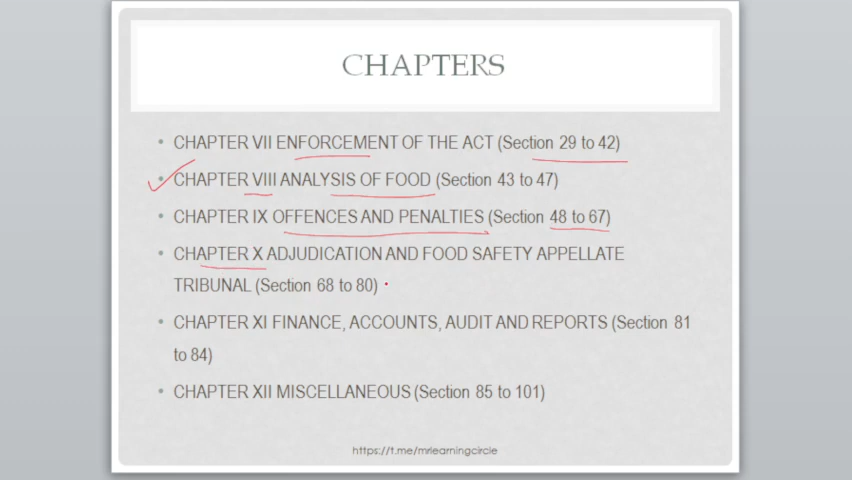 CHAPTERS
• CHAPTER VII ENFORCEMENT OF THE ACT (Section 29 to 42)
• CHAPTER VIII ANALYSIS OF FOOD (Section 43 to 47)
• CHAPTER IX OFFENCES AND PENALTIES (Section 48 to 67)
• CHAPTER X ADJUDICATION AND FOOD SAFETY APPELLATE
TRIBUNAL (Section 68 to 80)
• CHAPTER XI FINANCE, ACCOUNTS, AUDIT AND REPORTS (Section 81
to 84)
• CHAPTER XII MISCELLANEOUS (Section 85 to 101)
https://t.me/mrlearningcircle